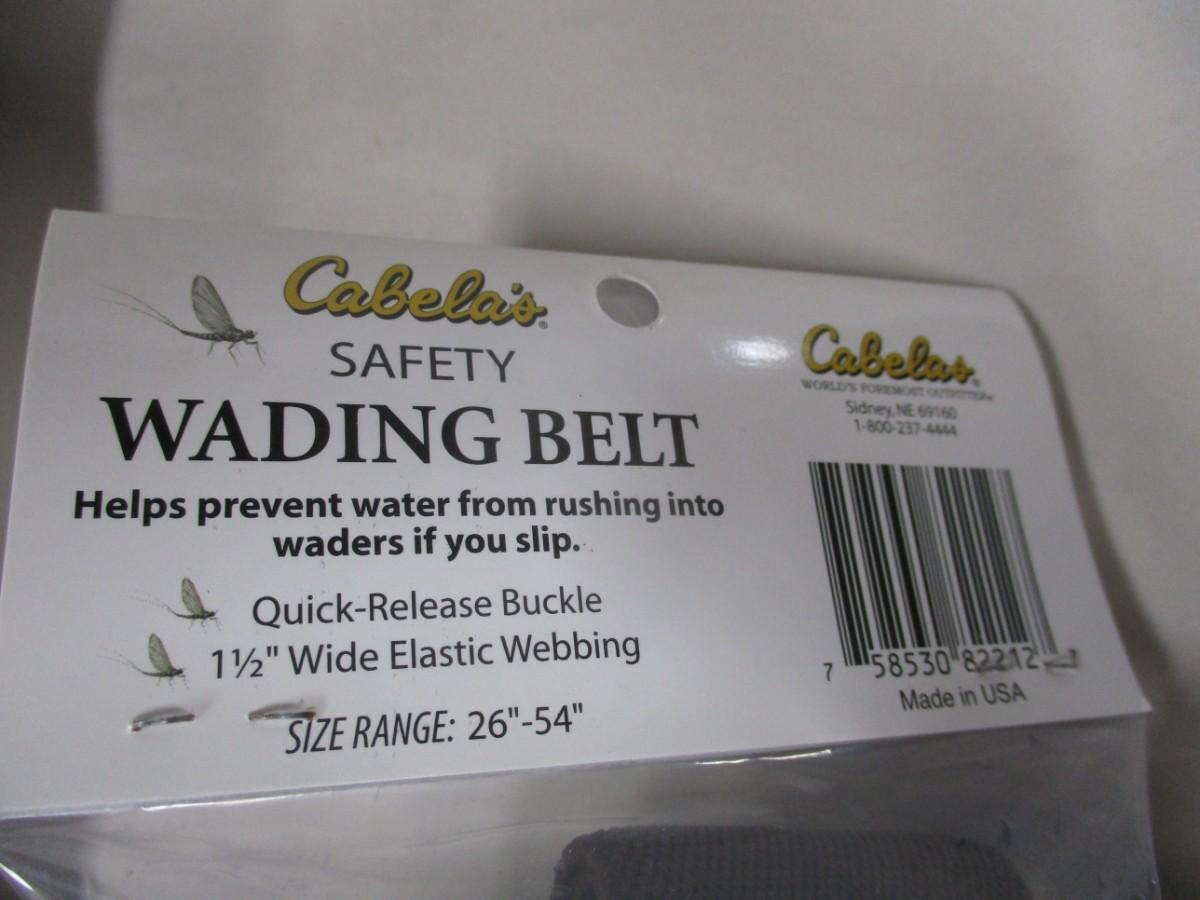 Cabela's®
SAFETY
WADING BELT
Helps prevent water from rushing into
waders if you slip.
Quick-Release Buckle
1½" Wide Elastic Webbing
SIZE RANGE: 26"-54"
Cabela's®
WORLD'S FOREMOST OUTFITTER®
Sidney, NE 69160
1-800-237-4444
7 58530 82212
Made in USA